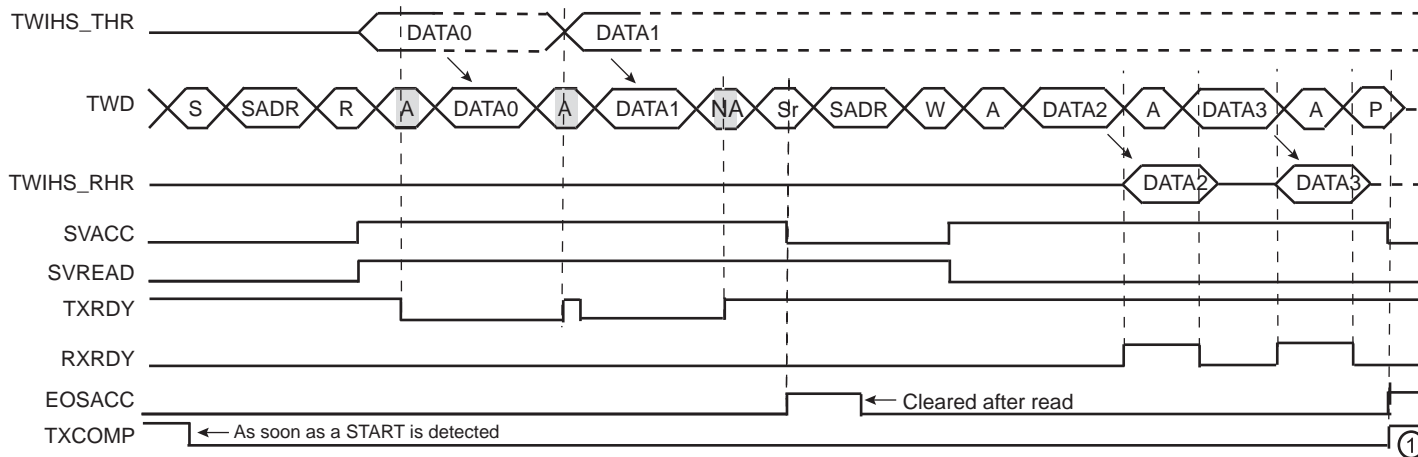 TWIHS_THR DATA0 DATA1
TWD S SADR R A DATA0 A DATA1 NA Sr SADR W A DATA2 A DATA3 A P
TWIHS_RHR DATA2 DATA3
SVACC
SVREAD
TXRDY
RXRDY
EOSACC Cleared after read
TXCOMP As soon as a START is detected 1